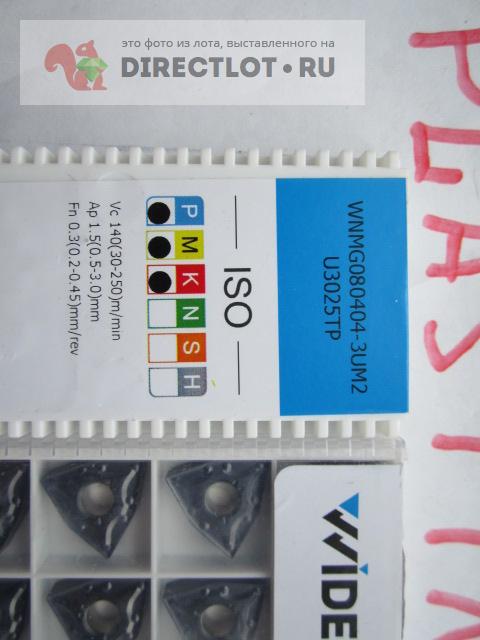 это фото из лота, выставленного на
DIRECTLOT.RU
WNMG080404-3UM2
U3025TP
ISO
P M K N S H
Vc 140(30-250)m/min
Ap 1.5(0.5-3.0)mm
Fn 0.3(0.2-0.45)mm/rev
WIDE